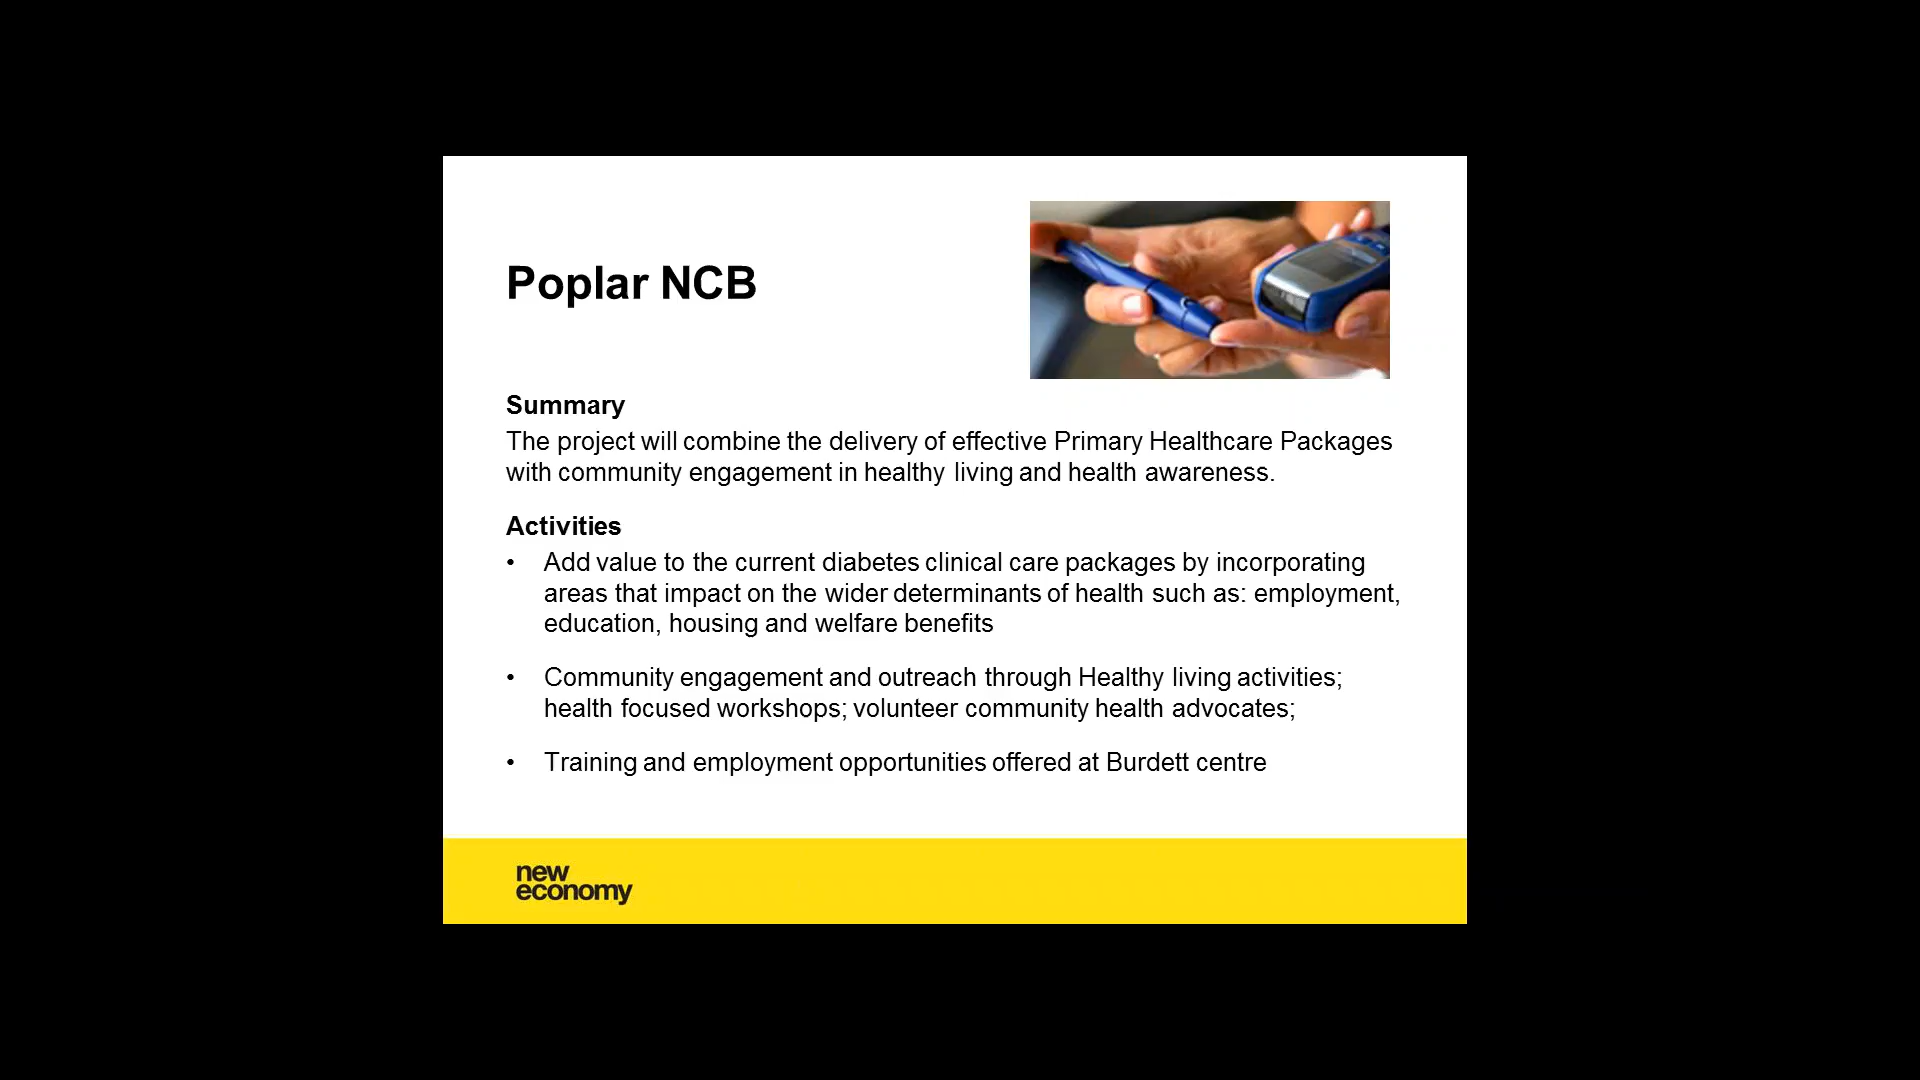 Poplar NCB
Summary
The project will combine the delivery of effective Primary Healthcare Packages
with community engagement in healthy living and health awareness.
Activities
• Add value to the current diabetes clinical care packages by incorporating
areas that impact on the wider determinants of health such as: employment,
education, housing and welfare benefits
• Community engagement and outreach through Healthy living activities;
health focused workshops; volunteer community health advocates;
• Training and employment opportunities offered at Burdett centre
new
economy